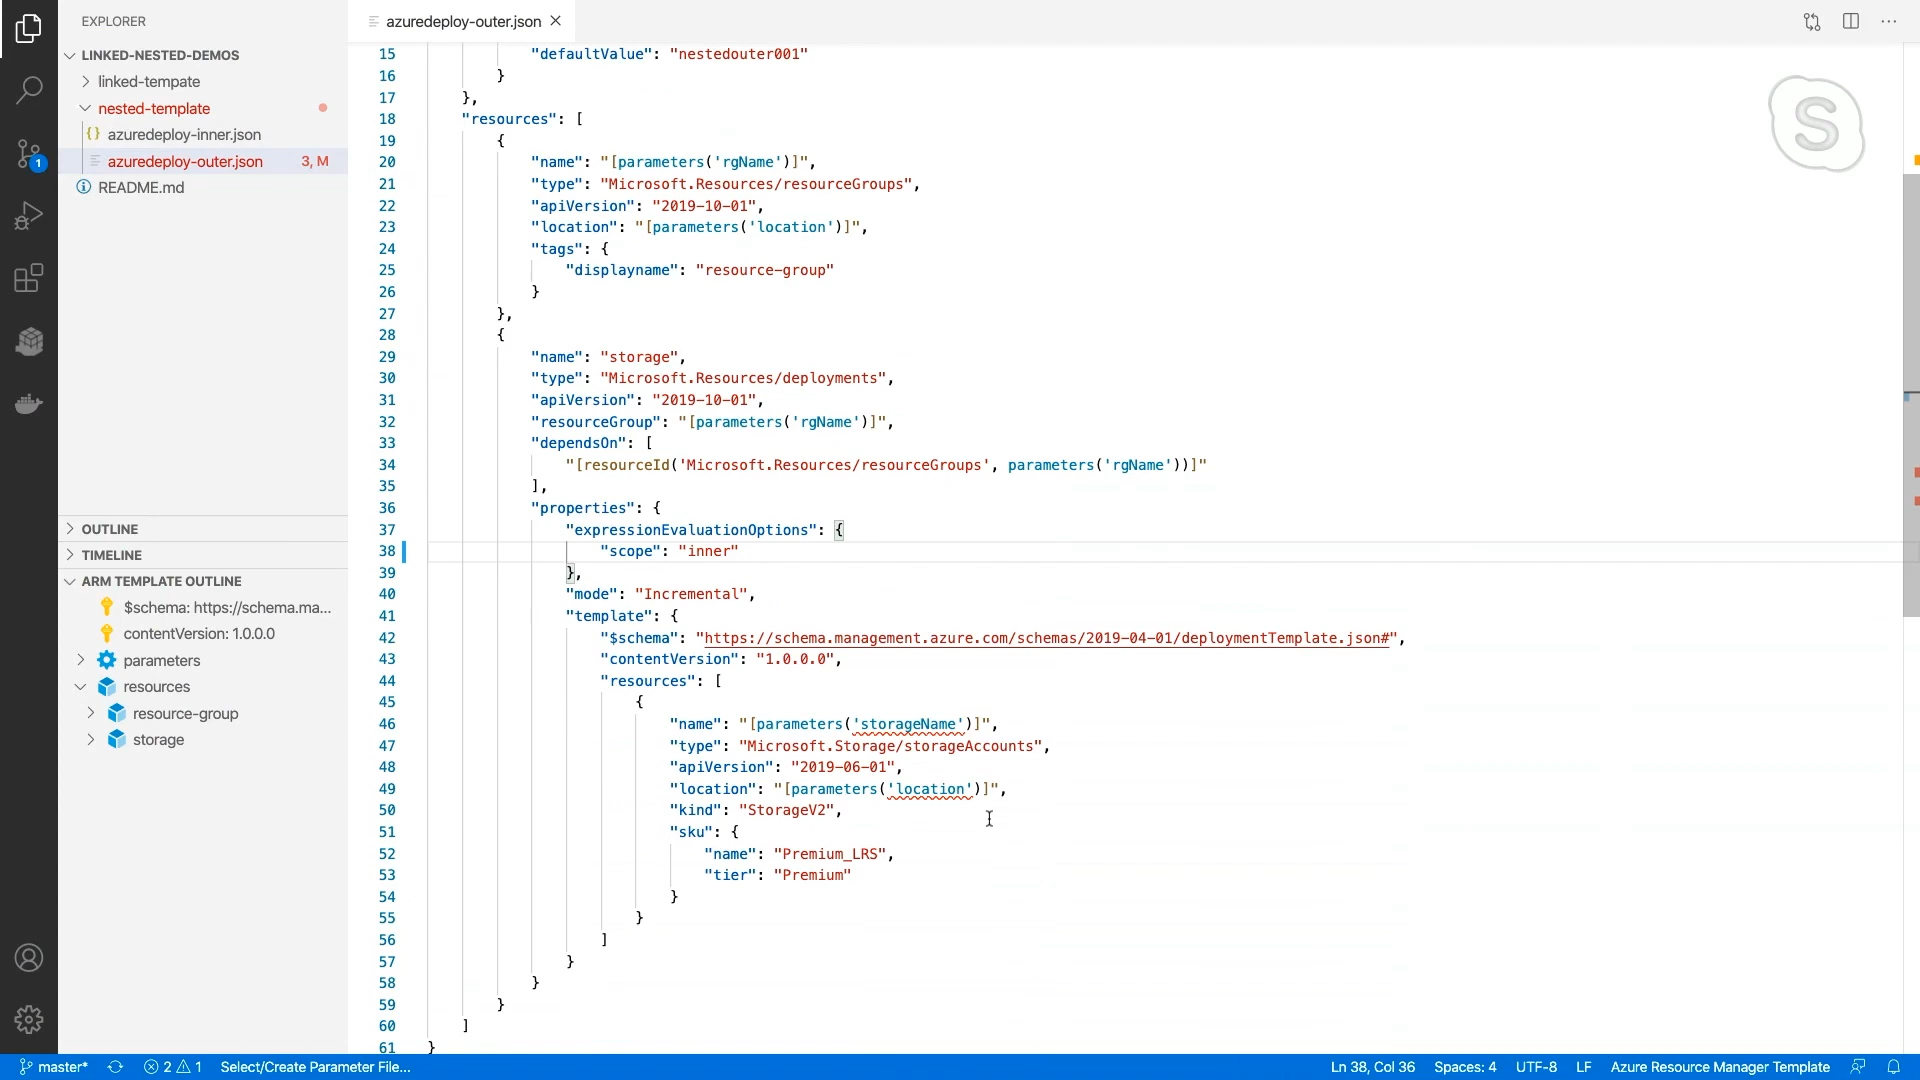 EXPLORER
LINKED-NESTED-DEMOS
linked-tempate
nested-template
azuredeploy-inner.json
azuredeploy-outer.json 3, M
README.md
OUTLINE
TIMELINE
ARM TEMPLATE OUTLINE
$schema: https://schema.ma...
contentVersion: 1.0.0.0
parameters
resources
resource-group
storage
1
azuredeploy-outer.json
15 "defaultValue": "nestedouter001"
16 }
17 },
18 "resources": [
19 {
20 "name": "[parameters('rgName')]",
21 "type": "Microsoft.Resources/resourceGroups",
22 "apiVersion": "2019-10-01",
23 "location": "[parameters('location')]",
24 "tags": {
25 "displayname": "resource-group"
26 }
27 },
28 {
29 "name": "storage",
30 "type": "Microsoft.Resources/deployments",
31 "apiVersion": "2019-10-01",
32 "resourceGroup": "[parameters('rgName')]",
33 "dependsOn": [
34 "[resourceId('Microsoft.Resources/resourceGroups', parameters('rgName'))]"
35 ],
36 "properties": {
37 "expressionEvaluationOptions": {
38 "scope": "inner"
39 },
40 "mode": "Incremental",
41 "template": {
42 "$schema": "https://schema.management.azure.com/schemas/2019-04-01/deploymentTemplate.json#",
43 "contentVersion": "1.0.0.0",
44 "resources": [
45 {
46 "name": "[parameters('storageName')]",
47 "type": "Microsoft.Storage/storageAccounts",
48 "apiVersion": "2019-06-01",
49 "location": "[parameters('location')]",
50 "kind": "StorageV2",
51 "sku": {
52 "name": "Premium_LRS",
53 "tier": "Premium"
54 }
55 }
56 ]
57 }
58 }
59 }
60 ]
61 }
S
master* 2 1 Select/Create Parameter File... Ln 38, Col 36 Spaces: 4 UTF-8 LF Azure Resource Manager Template